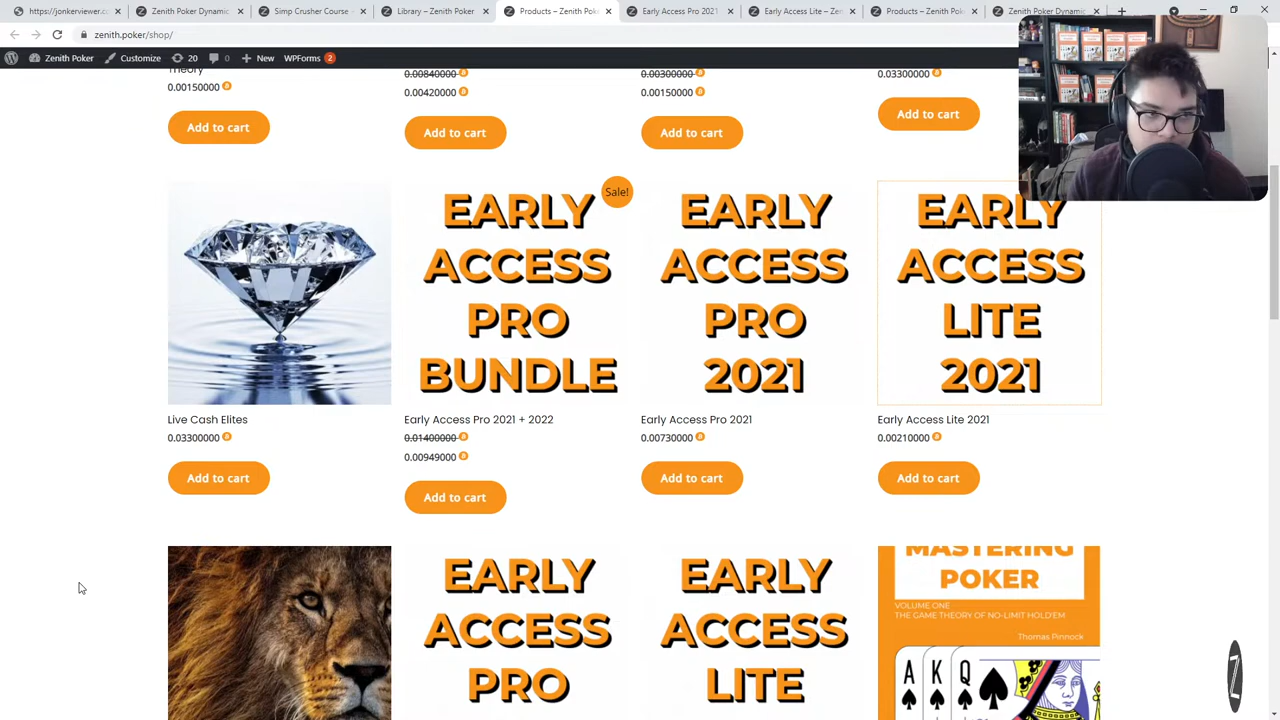 https://jonkerviewer.c
Zenith Poker Dynamic
Simp Crusher Course –
Library – Zenith Poker
Products – Zenith Pok
Early Access Pro 2021
Early Access Lite – Zen
Products – Zenith Pok
Zenith Poker Dynamic
zenith.poker/shop/
Zenith Poker
Customize
20
0
New
WPForms 2
Theory
0.00150000
0.00840000
0.00420000
0.00300000
0.00150000
0.03300000
Add to cart
Add to cart
Add to cart
Add to cart
Sale!
EARLY
ACCESS
PRO
BUNDLE
EARLY
ACCESS
PRO
2021
EARLY
ACCESS
LITE
2021
Live Cash Elites
0.03300000
Add to cart
Early Access Pro 2021 + 2022
0.01400000
0.00949000
Add to cart
Early Access Pro 2021
0.00730000
Add to cart
Early Access Lite 2021
0.00210000
Add to cart
EARLY
ACCESS
PRO
EARLY
ACCESS
LITE
MASTERING
POKER
VOLUME ONE
THE GAME THEORY OF NO-LIMIT HOLD'EM
Thomas Pinnock
A K Q
Z